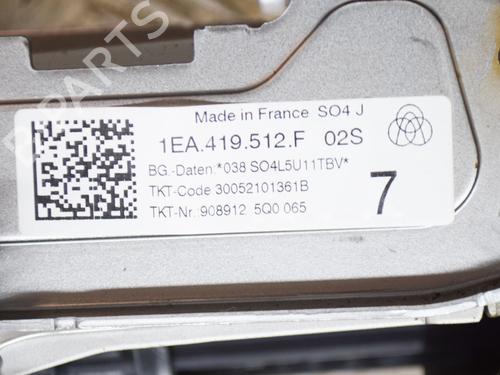 B-PARTS
Made in France SO4 J
1EA.419.512.F 02S
BG.-Daten:*038 SO4L5U11TBV*
TKT-Code 30052101361B
TKT-Nr.:908912 5Q0 065
7